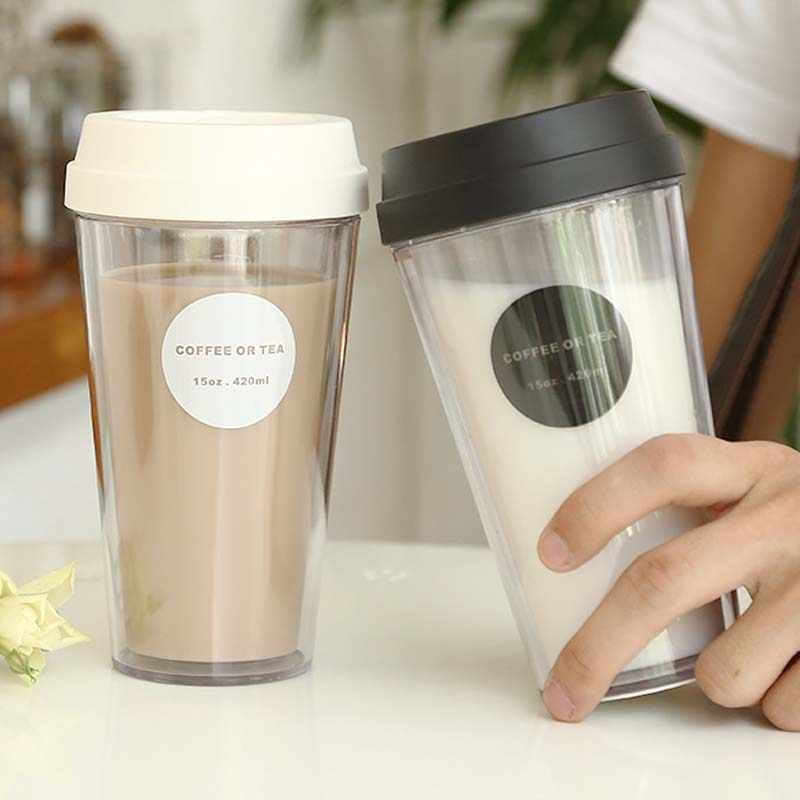 COFFEE OR TEA
15oz . 420ml
COFFEE OR TEA
15oz . 420ml